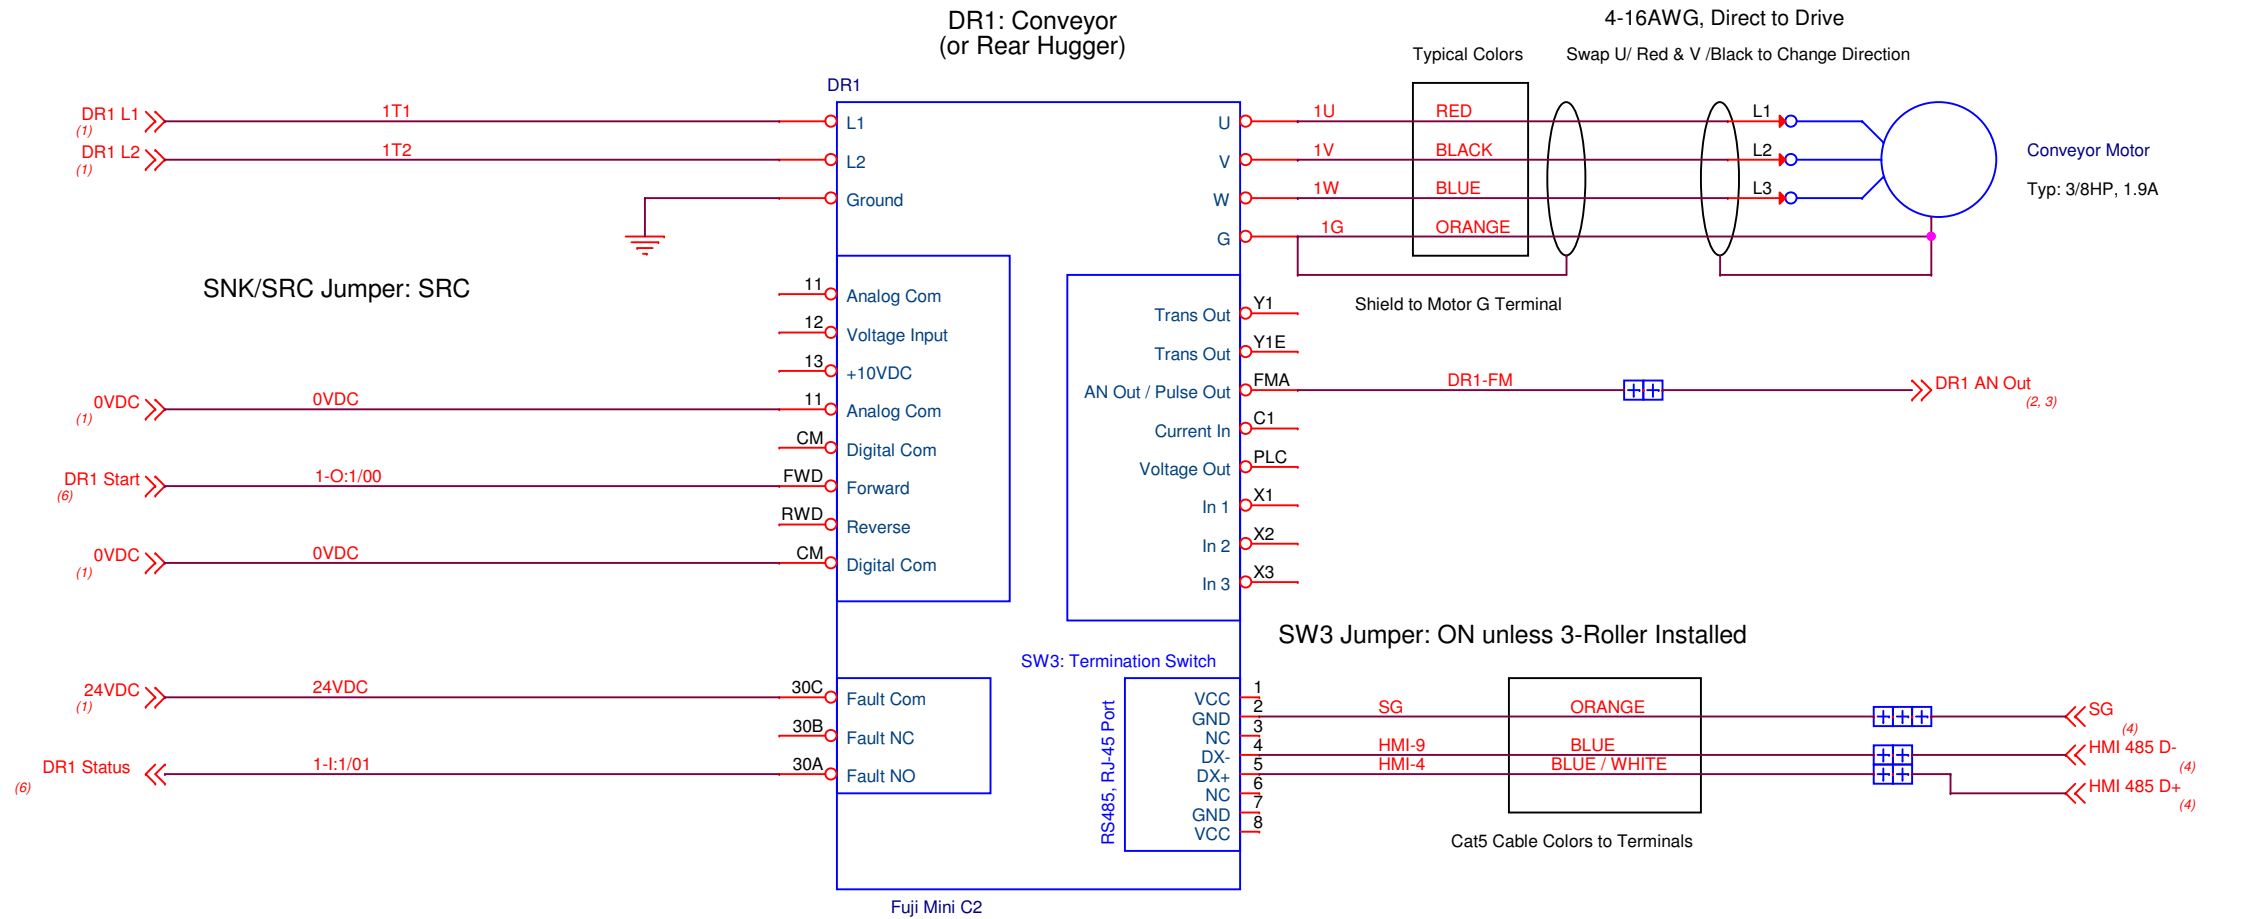 DR1: Conveyor
(or Rear Hugger)
4-16AWG, Direct to Drive
Typical Colors
Swap U/ Red & V /Black to Change Direction
DR1
DR1 L1
(1)
1T1
L1
U
1U
RED
L1
DR1 L2
(1)
1T2
L2
V
1V
BLACK
L2
Conveyor Motor
Ground
W
1W
BLUE
L3
Typ: 3/8HP, 1.9A
G
1G
ORANGE
SNK/SRC Jumper: SRC
Shield to Motor G Terminal
11
Analog Com
12
Voltage Input
13
+10VDC
0VDC
(1)
0VDC
11
Analog Com
CM
Digital Com
DR1 Start
(6)
1-O:1/00
FWD
Forward
RWD
Reverse
0VDC
(1)
0VDC
CM
Digital Com
Trans Out
Y1
Trans Out
Y1E
AN Out / Pulse Out
FMA
DR1-FM
DR1 AN Out
(2, 3)
Current In
C1
Voltage Out
PLC
In 1
X1
In 2
X2
In 3
X3
SW3 Jumper: ON unless 3-Roller Installed
SW3: Termination Switch
24VDC
(1)
24VDC
30C
Fault Com
30B
Fault NC
DR1 Status
(6)
1-I:1/01
30A
Fault NO
RS485, RJ-45 Port
VCC
1
GND
2
SG
ORANGE
SG
(4)
NC
3
DX-
4
HMI-9
BLUE
HMI 485 D-
(4)
DX+
5
HMI-4
BLUE / WHITE
HMI 485 D+
(4)
NC
6
GND
7
VCC
8
Cat5 Cable Colors to Terminals
Fuji Mini C2